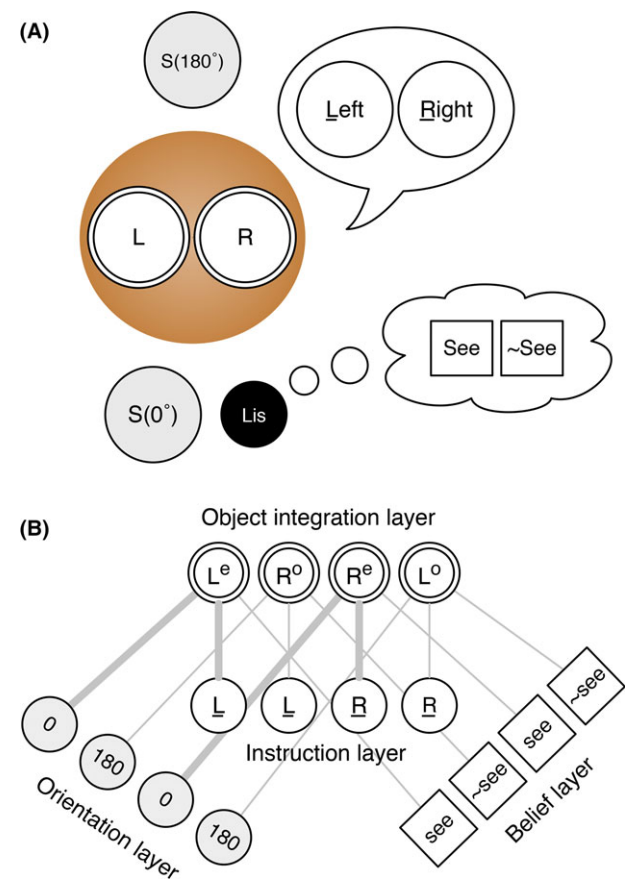 (A)
S(180°)
Left Right
L R
See ~See
S(0°) Lis
(B)
Object integration layer
Lᵉ Rᵒ Rᵉ Lᵒ
L L R R
Instruction layer
0 180 0 180
Orientation layer
see ~see see ~see
Belief layer